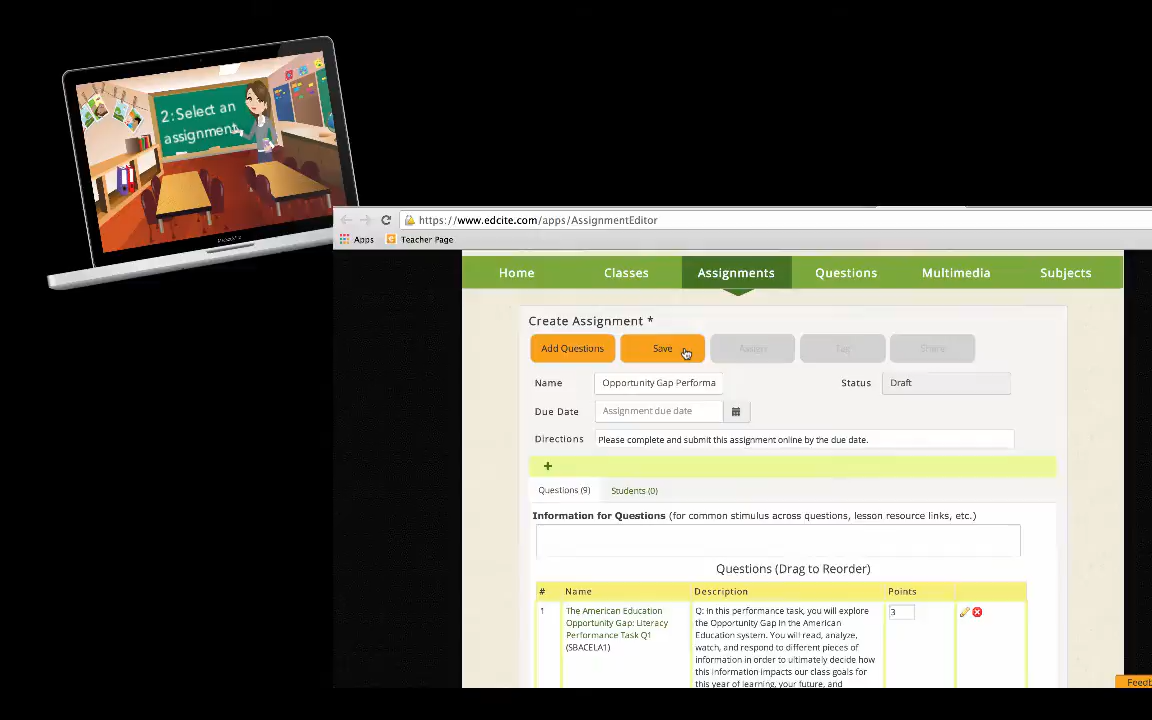 2: Select an
assignment
https://www.edcite.com/apps/AssignmentEditor
Apps Teacher Page
Home Classes Assignments Questions Multimedia Subjects
Create Assignment *
Add Questions Save Assign Tag Share
Name Opportunity Gap Performa Status Draft
Due Date Assignment due date
Directions Please complete and submit this assignment online by the due date.
+
Questions (9) Students (0)
Information for Questions (for common stimulus across questions, lesson resource links, etc.)
Questions (Drag to Reorder)
# Name Description Points
1 The American Education Q: In this performance task, you will explore 3
Opportunity Gap: Literacy the Opportunity Gap in the American
Performance Task Q1 Education system. You will read, analyze,
(SBACELA1) watch, and respond to different pieces of
information in order to ultimately decide how
this information impacts our class goals for
this year of learning, your future, and